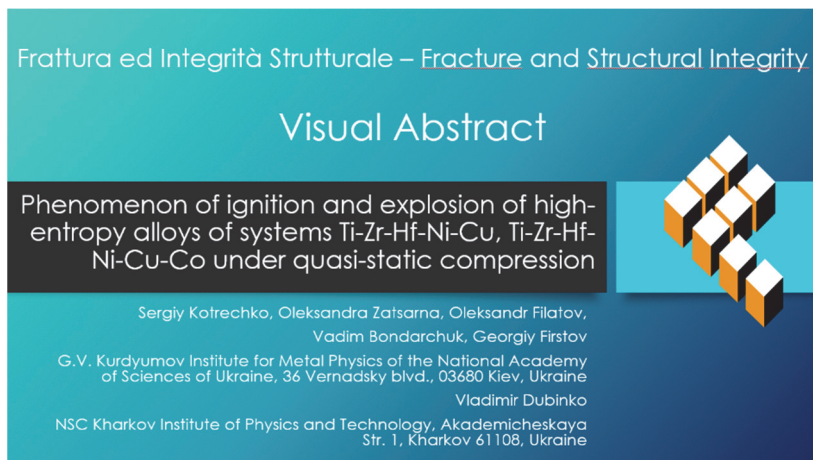 Frattura ed Integrità Strutturale – Fracture and Structural Integrity
Visual Abstract
Phenomenon of ignition and explosion of high-
entropy alloys of systems Ti-Zr-Hf-Ni-Cu, Ti-Zr-Hf-
Ni-Cu-Co under quasi-static compression
Sergiy Kotrechko, Oleksandra Zatsarna, Oleksandr Filatov,
Vadim Bondarchuk, Georgiy Firstov
G.V. Kurdyumov Institute for Metal Physics of the National Academy
of Sciences of Ukraine, 36 Vernadsky blvd., 03680 Kiev, Ukraine
Vladimir Dubinko
NSC Kharkov Institute of Physics and Technology, Akademicheskaya
Str. 1, Kharkov 61108, Ukraine